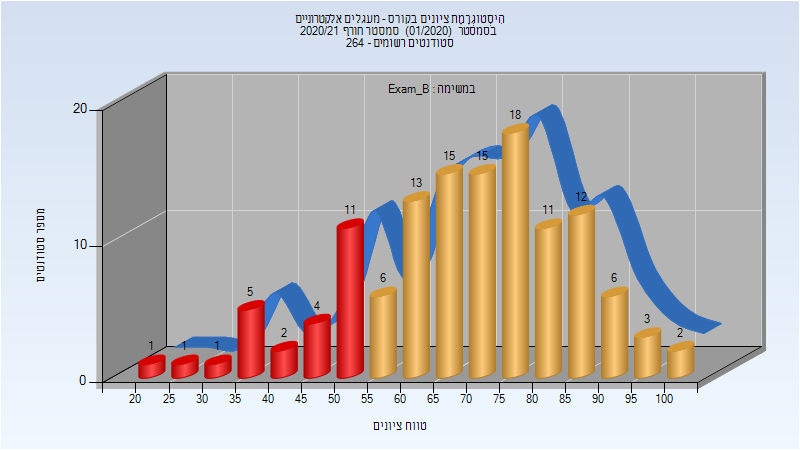 היסטוגרמת ציונים בקורס - מעגלים אלקטרוניים
בסמסטר (01/2020) סמסטר חורף 2020/21
סטודנטים רשומים - 264
במשימה : Exam_B
מספר סטודנטים
20
10
0
1 1 1 5 2 4 11 6 13 15 15 18 11 12 6 3 2
20 25 30 35 40 45 50 55 60 65 70 75 80 85 90 95 100
טווח ציונים